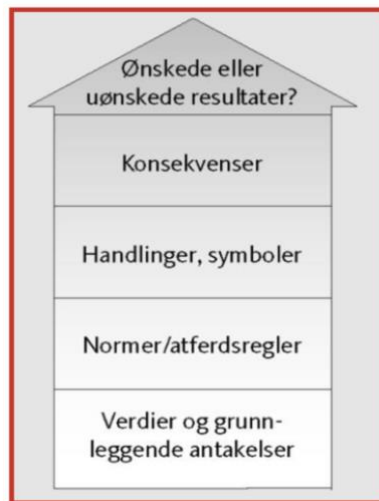 Ønskede eller
uønskede resultater?
Konsekvenser
Handlinger, symboler
Normer/atferdsregler
Verdier og grunn-
leggende antakelser